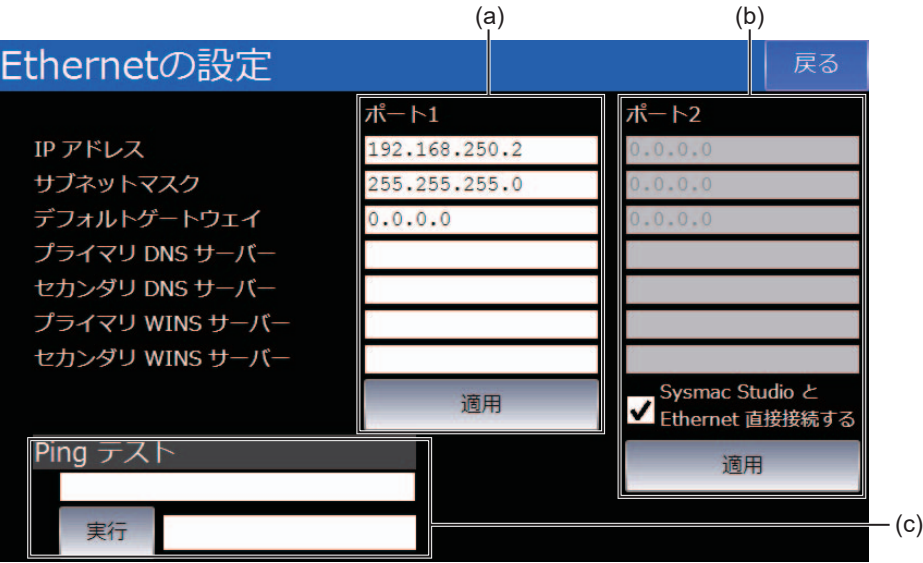 (a)
(b)
Ethernetの設定
戻る
ポート1
ポート2
IP アドレス
192.168.250.2
0.0.0.0
サブネットマスク
255.255.255.0
0.0.0.0
デフォルトゲートウェイ
0.0.0.0
0.0.0.0
プライマリ DNS サーバー
セカンダリ DNS サーバー
プライマリ WINS サーバー
セカンダリ WINS サーバー
適用
Sysmac Studio と
Ethernet 直接接続する
適用
Ping テスト
実行
(c)